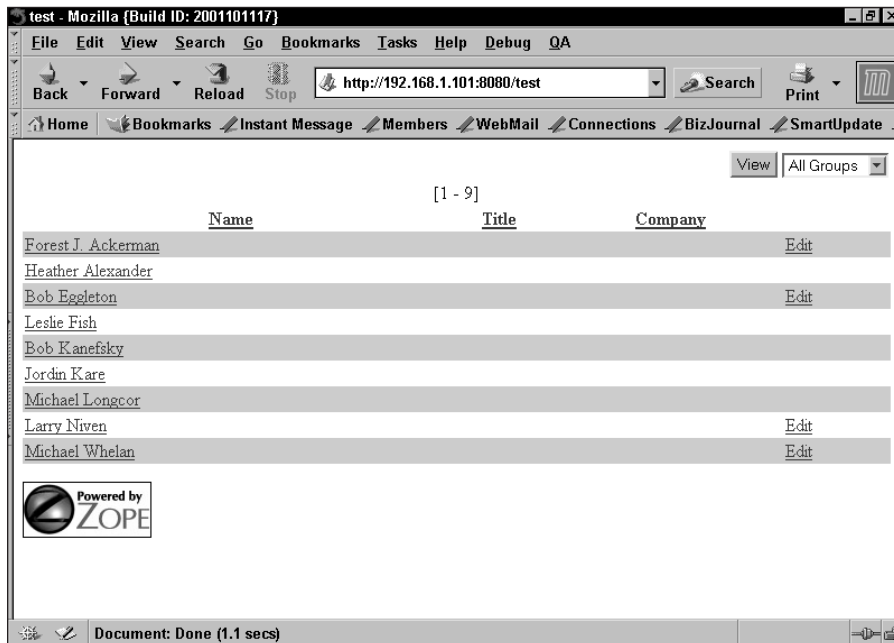 test - Mozilla {Build ID: 2001101117}
File Edit View Search Go Bookmarks Tasks Help Debug QA
Back Forward Reload Stop http://192.168.1.101:8080/test Search Print
Home Bookmarks Instant Message Members WebMail Connections BizJournal SmartUpdate
View All Groups
[1 - 9]
Name Title Company
Forest J. Ackerman Edit
Heather Alexander
Bob Eggleton Edit
Leslie Fish
Bob Kanefsky
Jordin Kare
Michael Longcor
Larry Niven Edit
Michael Whelan Edit
Powered by
ZOPE
Document: Done (1.1 secs)